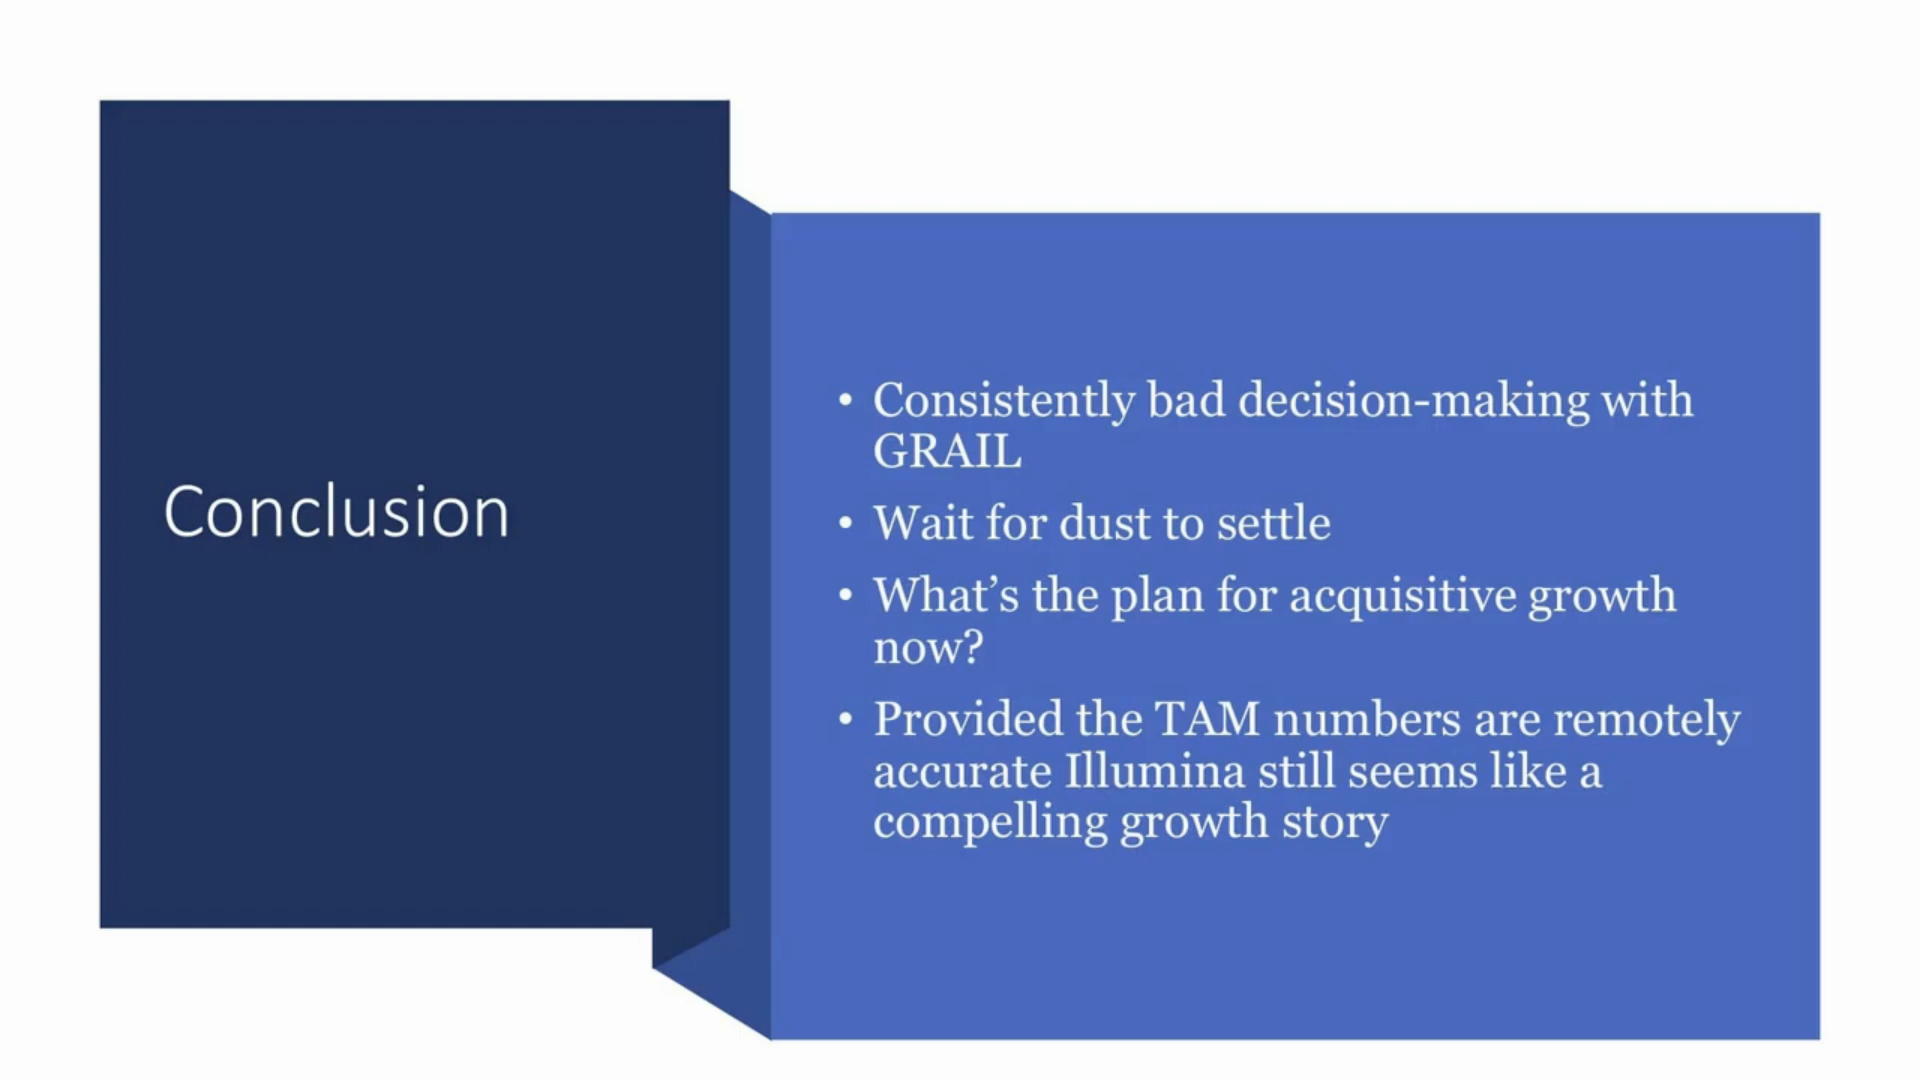 Conclusion
• Consistently bad decision-making with
GRAIL
• Wait for dust to settle
• What’s the plan for acquisitive growth
now?
• Provided the TAM numbers are remotely
accurate Illumina still seems like a
compelling growth story